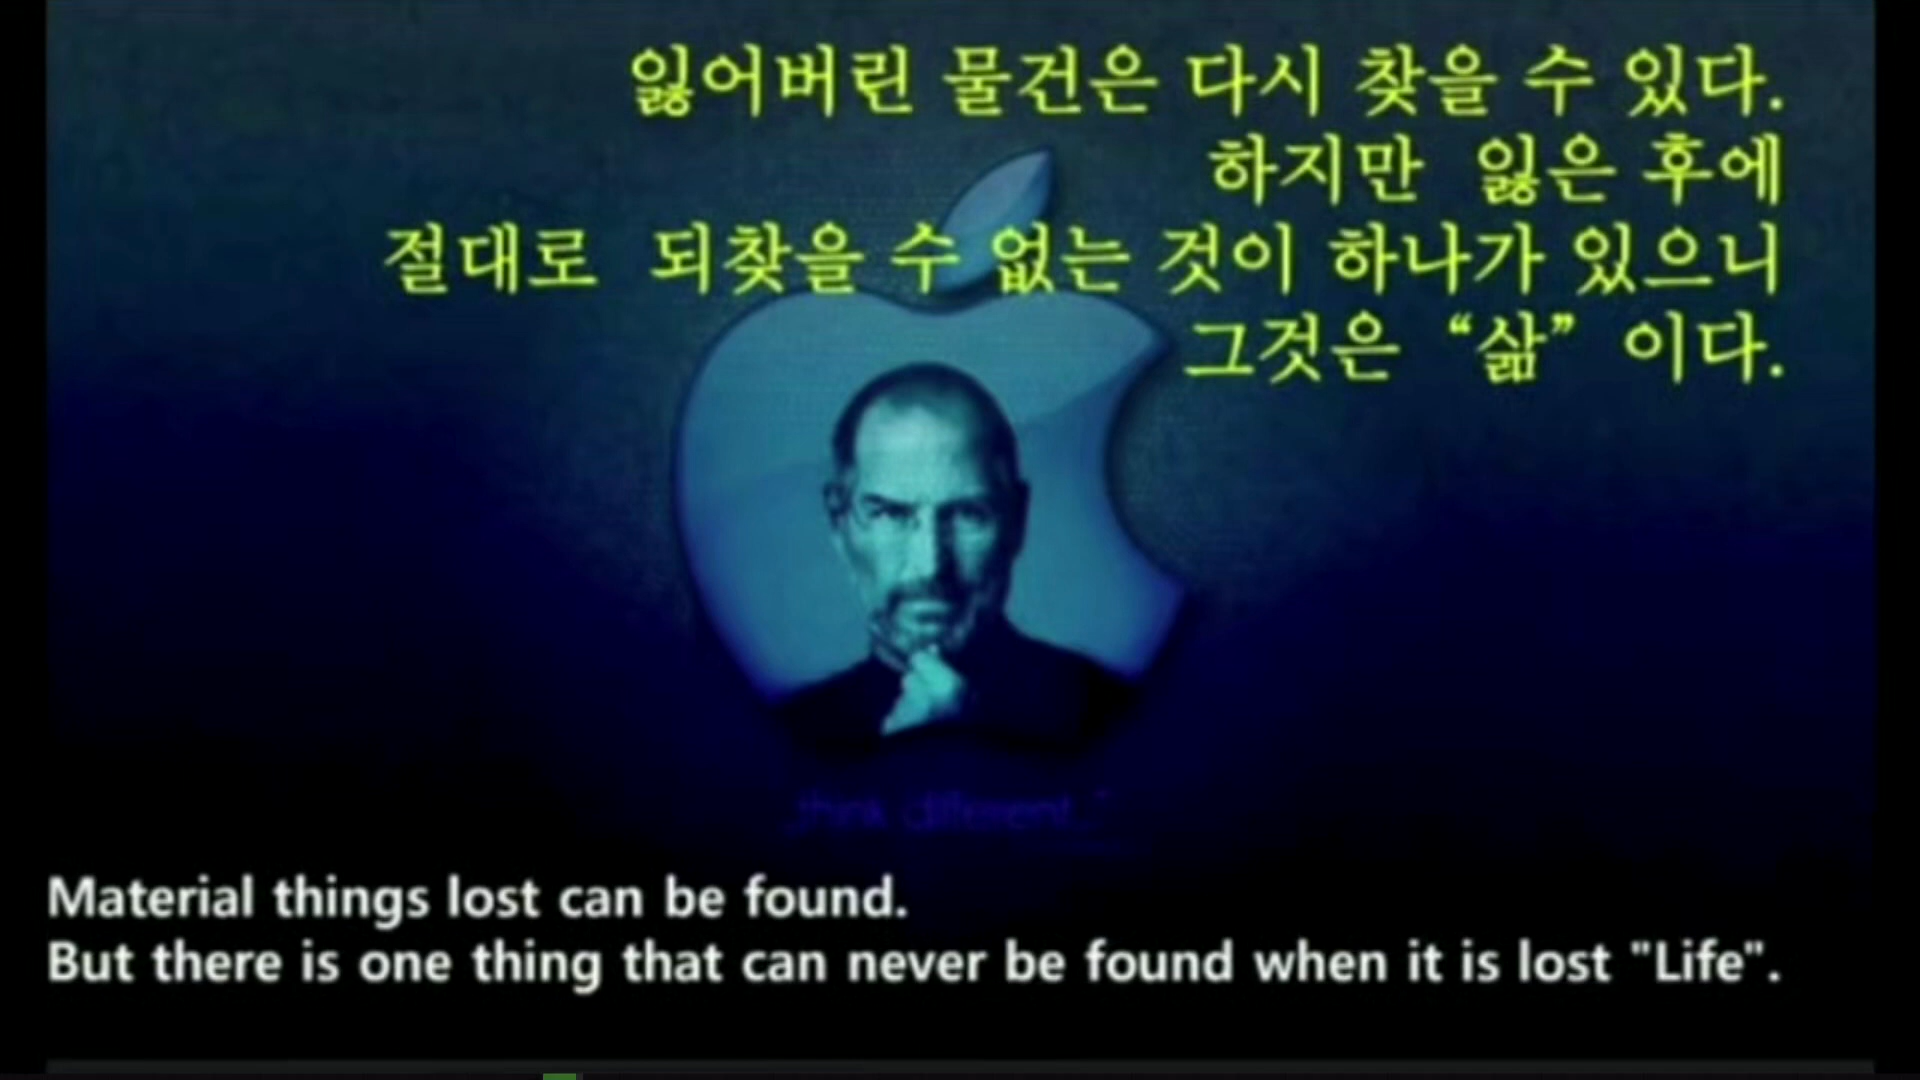 잃어버린 물건은 다시 찾을 수 있다.
하지만 잃은 후에
절대로 되찾을 수 없는 것이 하나가 있으니
그것은 “삶” 이다.
think different
Material things lost can be found.
But there is one thing that can never be found when it is lost "Life".